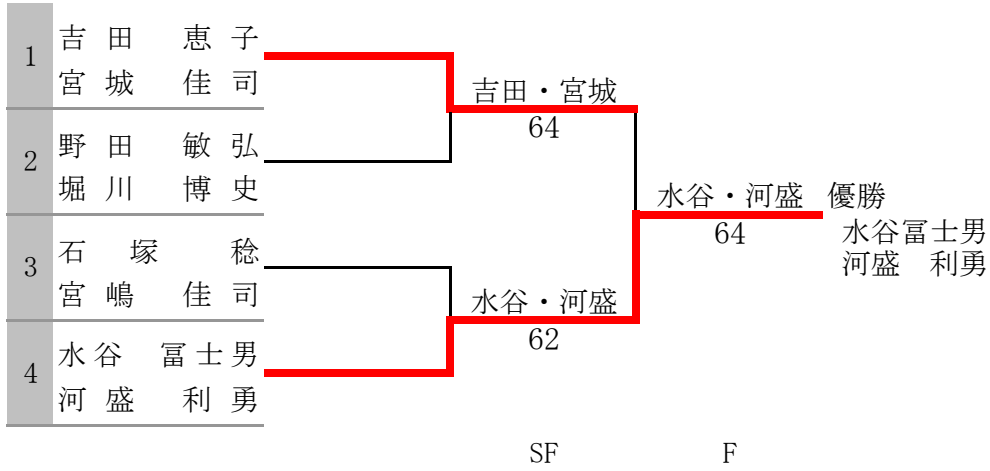 1
吉田 恵子
宮城 佳司
2
野田 敏弘
堀川 博史
3
石塚 稔
宮嶋 佳司
4
水谷 冨士男
河盛 利勇
吉田・宮城
64
水谷・河盛
62
水谷・河盛 優勝
64
水谷冨士男
河盛 利勇
SF F